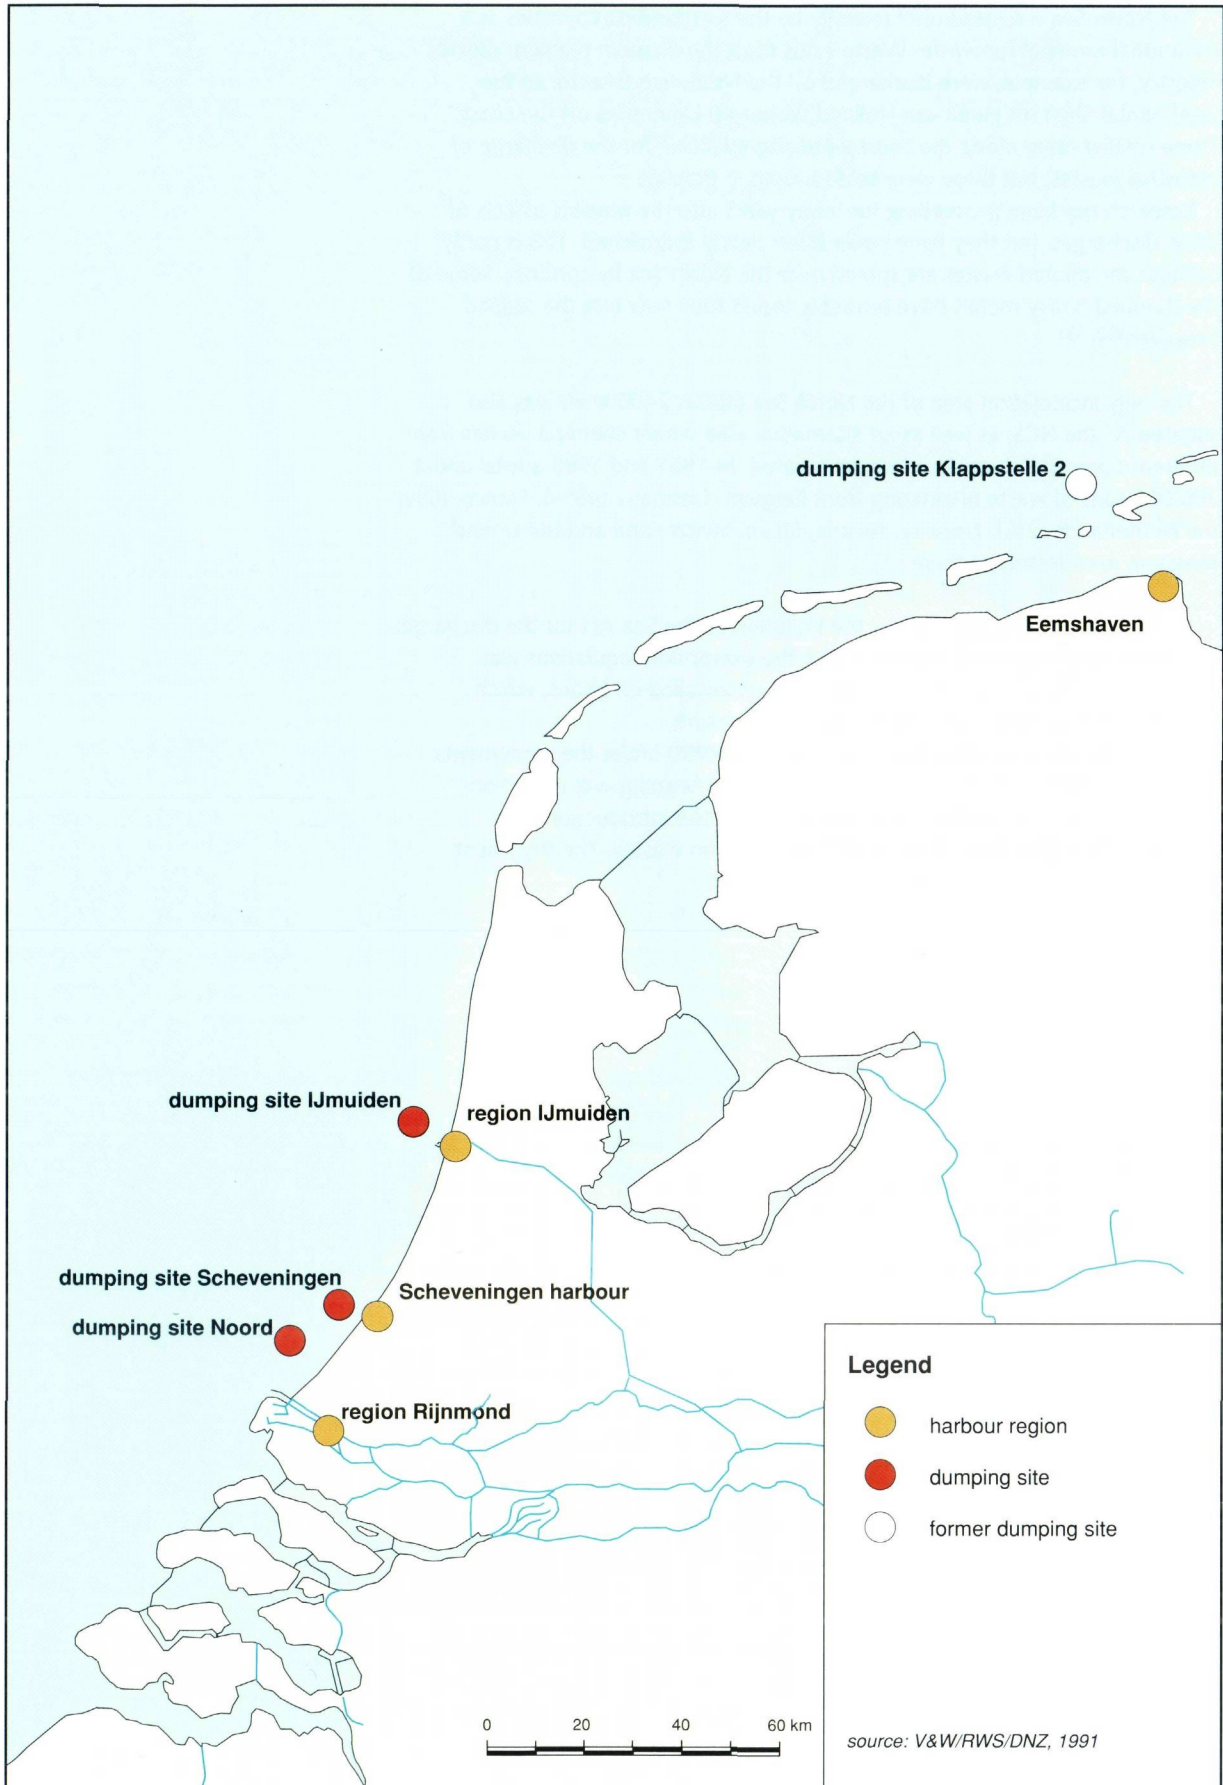 dumping site Klappstelle 2
Eemshaven
dumping site IJmuiden
region IJmuiden
dumping site Scheveningen
Scheveningen harbour
dumping site Noord
region Rijnmond
Legend
harbour region
dumping site
former dumping site
0 20 40 60 km
source: V&W/RWS/DNZ, 1991